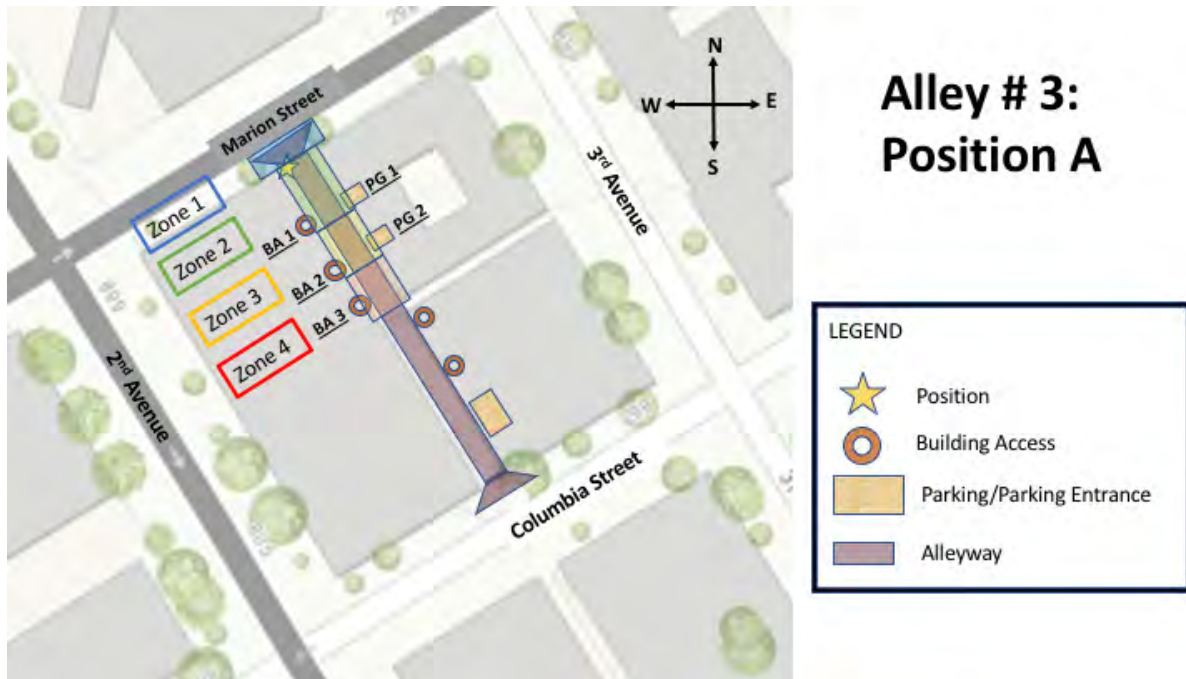 Alley # 3:
Position A
N
W
E
S
Marion Street
3rd Avenue
2nd Avenue
Columbia Street
Zone 1
Zone 2
Zone 3
Zone 4
PG 1
PG 2
BA 1
BA 2
BA 3
LEGEND
Position
Building Access
Parking/Parking Entrance
Alleyway